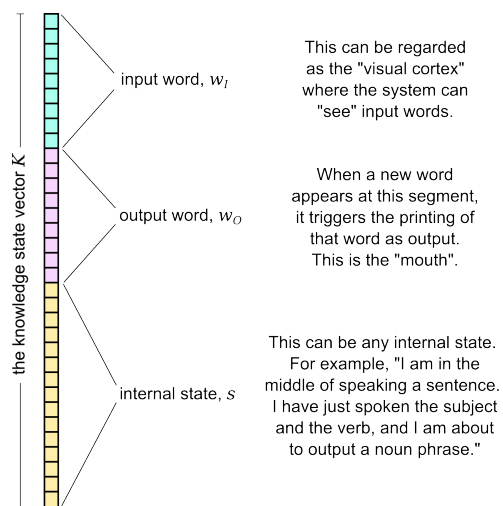 the knowledge state vector K
input word, wI
This can be regarded
as the "visual cortex"
where the system can
"see" input words.
output word, wO
When a new word
appears at this segment,
it triggers the printing of
that word as output.
This is the "mouth".
internal state, s
This can be any internal state.
For example, "I am in the
middle of speaking a sentence.
I have just spoken the subject
and the verb, and I am about
to output a noun phrase."